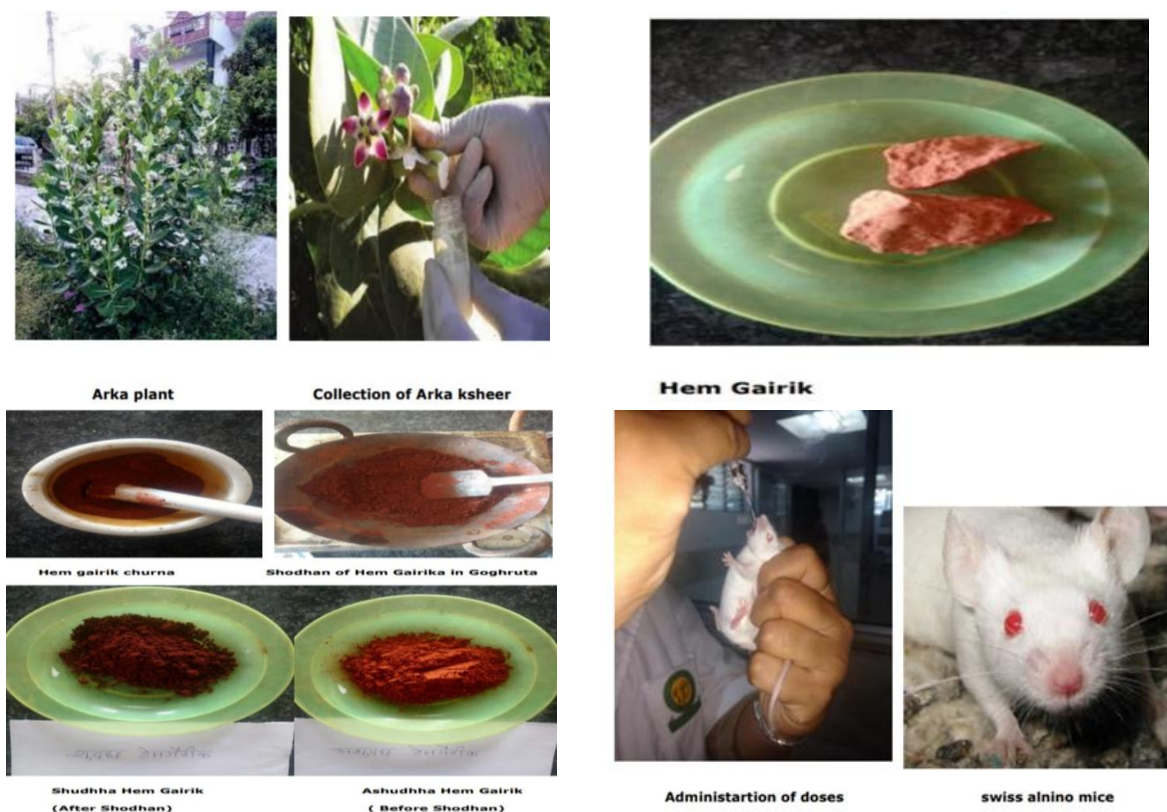 Arka plant
Collection of Arka ksheer
Hem Gairik
Hem gairik churna
Shodhan of Hem Gairika in Goghruta
Shudhha Hem Gairik
(After Shodhan)
Ashudhha Hem Gairik
( Before Shodhan)
Administartion of doses
swiss alnino mice